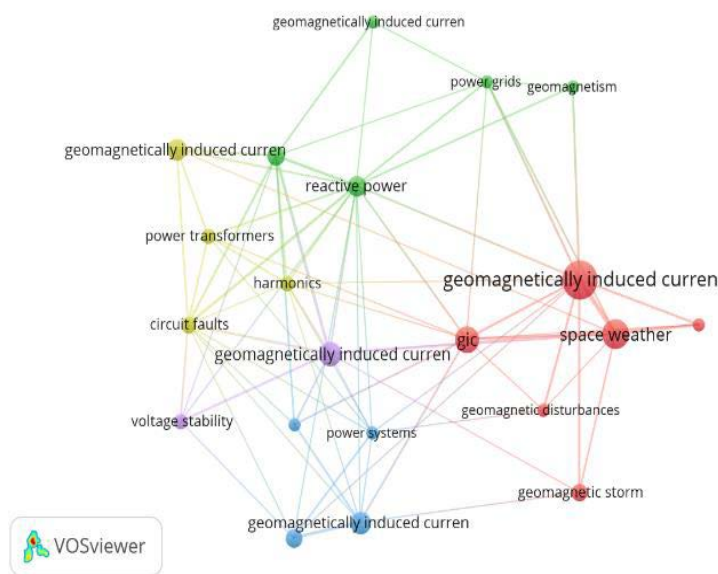 geomagnetically induced curren
power grids
geomagnetism
geomagnetically induced curren
reactive power
power transformers
geomagnetically induced curren
harmonics
circuit faults
space weather
gic
geomagnetically induced curren
geomagnetic disturbances
voltage stability
power systems
geomagnetic storm
geomagnetically induced curren
VOSviewer